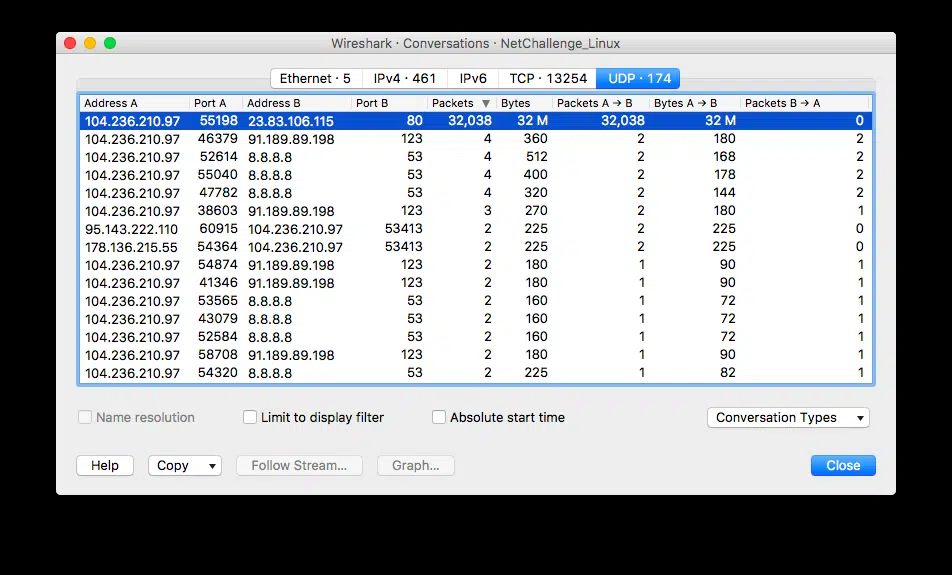 Wireshark · Conversations · NetChallenge_Linux
Ethernet · 5 IPv4 · 461 IPv6 TCP · 13254 UDP · 174
Address A Port A Address B Port B Packets ▼ Bytes Packets A → B Bytes A → B Packets B → A
104.236.210.97 55198 23.83.106.115 80 32,038 32 M 32,038 32 M 0
104.236.210.97 46379 91.189.89.198 123 4 360 2 180 2
104.236.210.97 52614 8.8.8.8 53 4 512 2 168 2
104.236.210.97 55040 8.8.8.8 53 4 400 2 178 2
104.236.210.97 47782 8.8.8.8 53 4 320 2 144 2
104.236.210.97 38603 91.189.89.198 123 3 270 2 180 1
95.143.222.110 60915 104.236.210.97 53413 2 225 2 225 0
178.136.215.55 54364 104.236.210.97 53413 2 225 2 225 0
104.236.210.97 54874 91.189.89.198 123 2 180 1 90 1
104.236.210.97 41346 91.189.89.198 123 2 180 1 90 1
104.236.210.97 53565 8.8.8.8 53 2 160 1 72 1
104.236.210.97 43079 8.8.8.8 53 2 160 1 72 1
104.236.210.97 52584 8.8.8.8 53 2 160 1 72 1
104.236.210.97 58708 91.189.89.198 123 2 180 1 90 1
104.236.210.97 54320 8.8.8.8 53 2 225 1 82 1
Name resolution Limit to display filter Absolute start time Conversation Types
Help Copy Follow Stream... Graph... Close